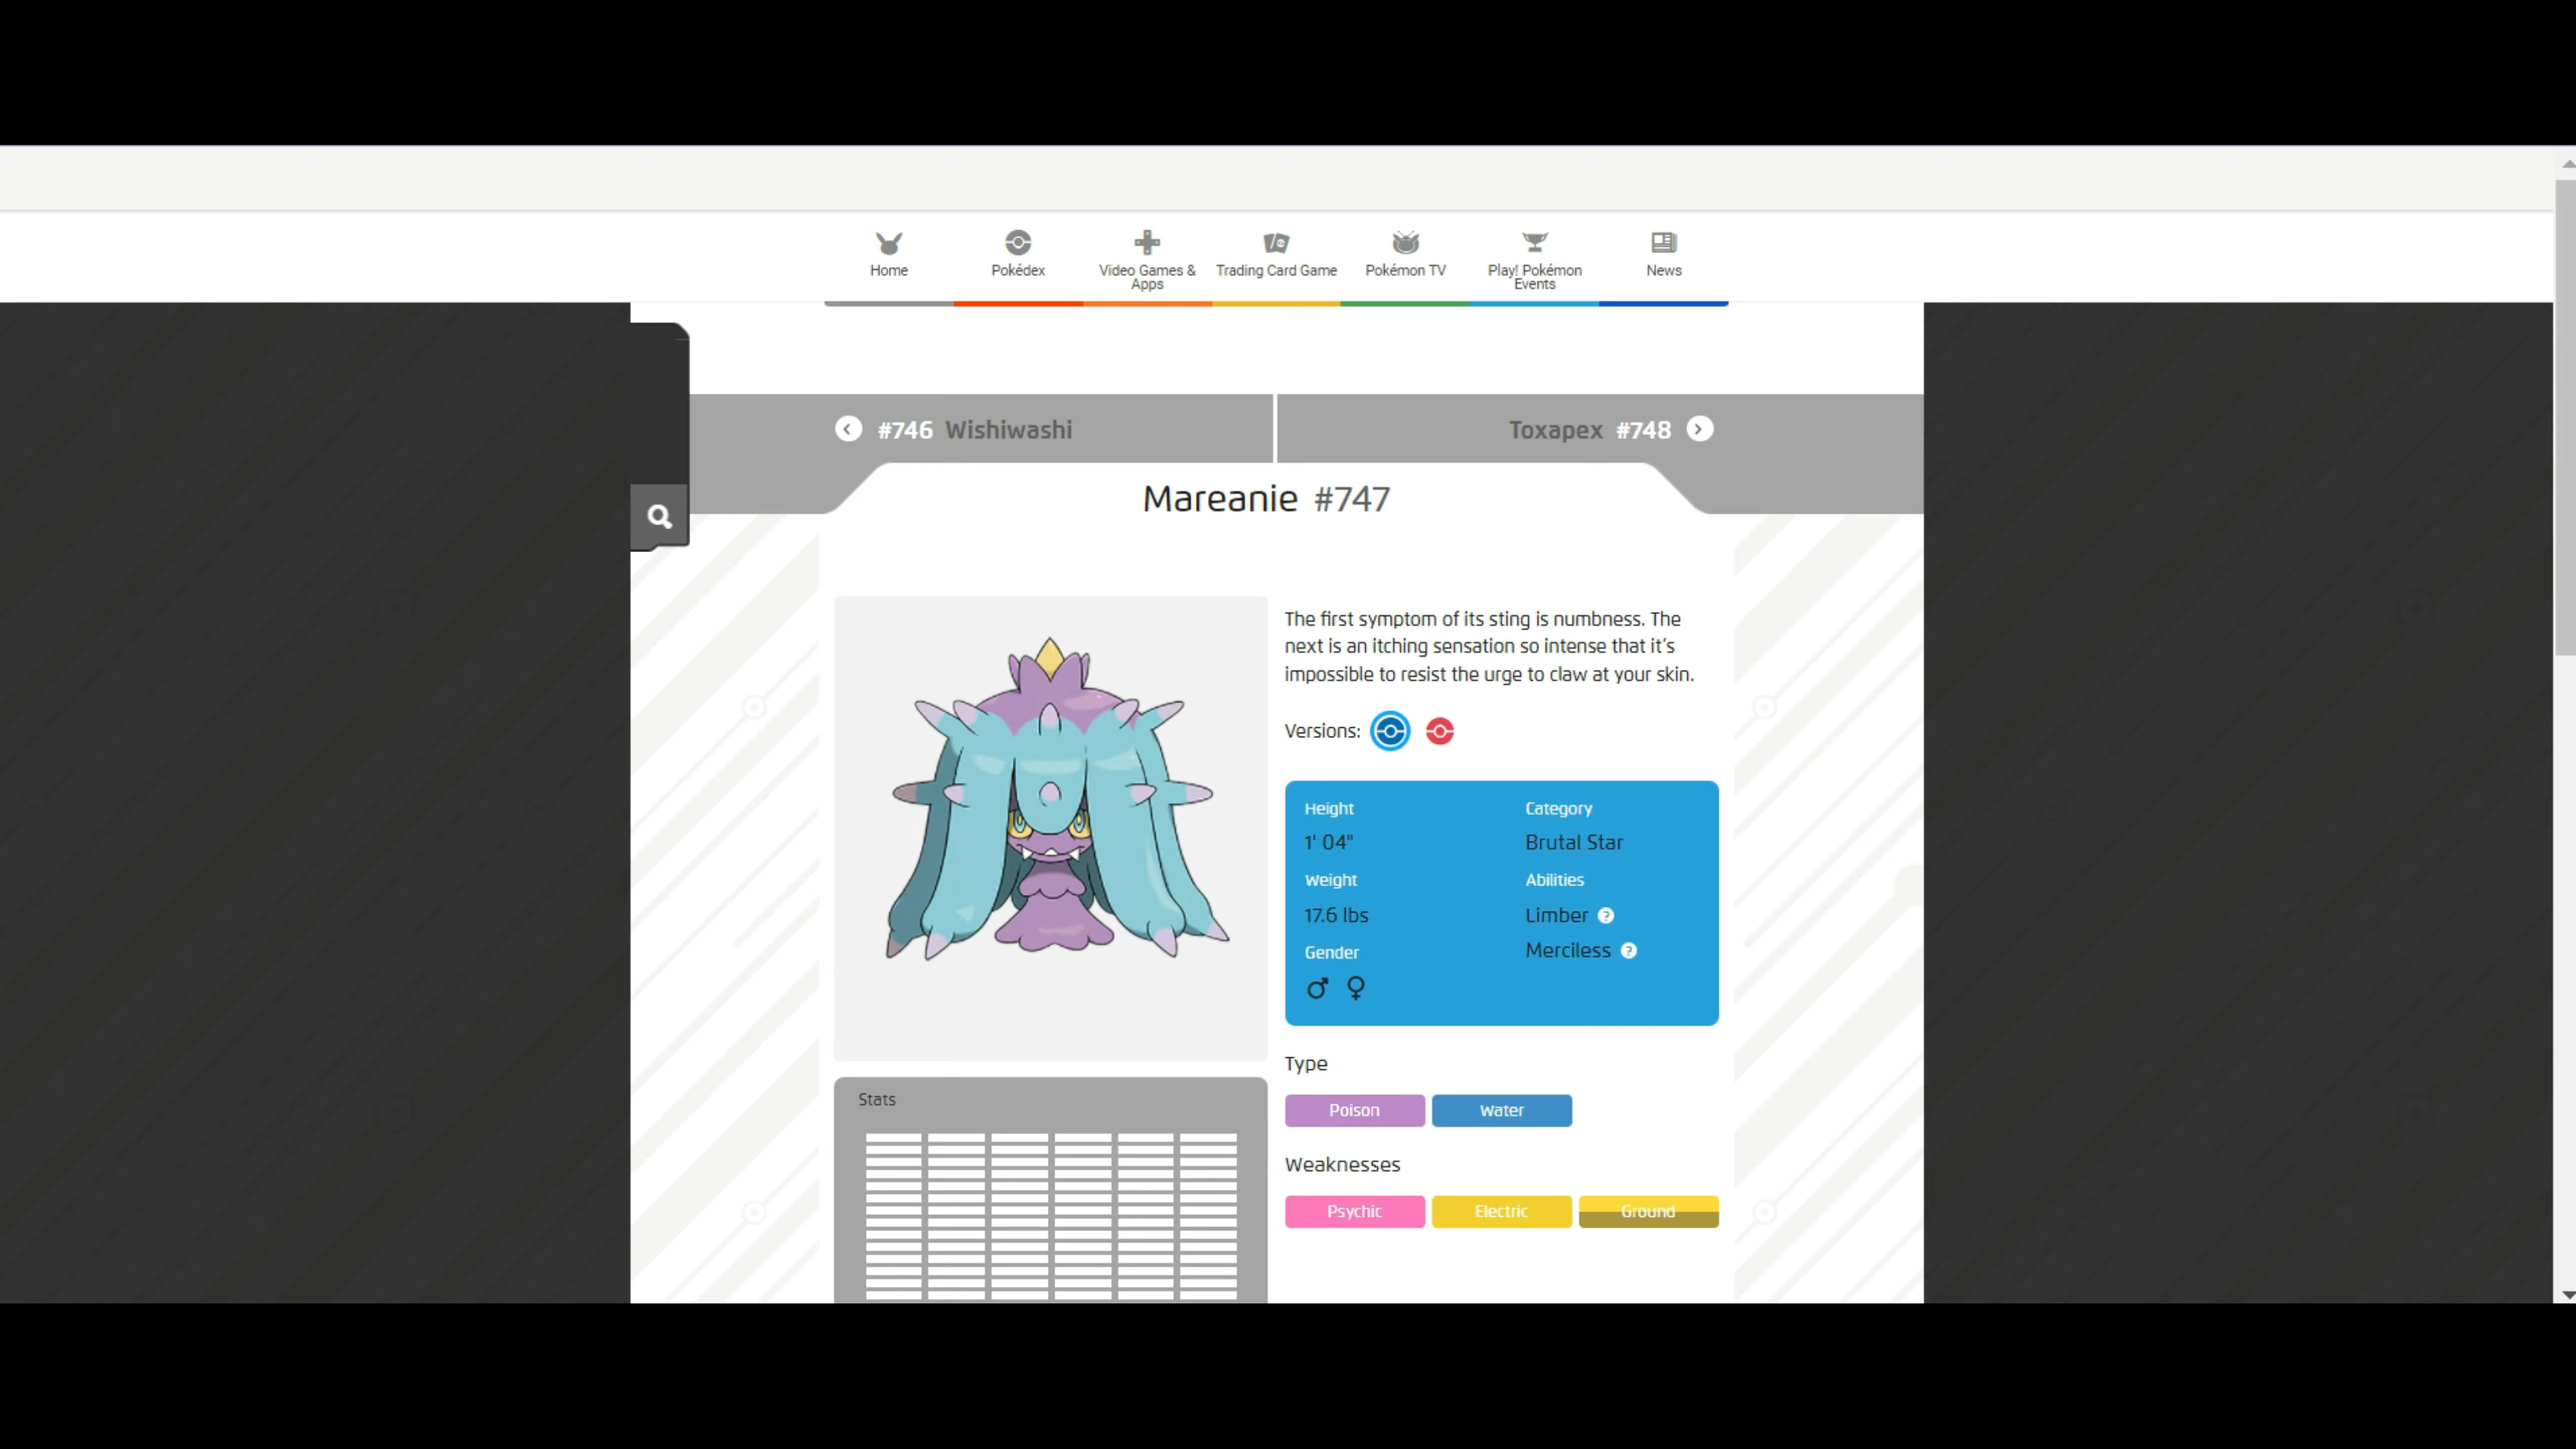 Home
Pokédex
Video Games &
Apps
Trading Card Game
Pokémon TV
Play! Pokémon
Events
News
#746 Wishiwashi
Toxapex #748
Mareanie #747
The first symptom of its sting is numbness. The
next is an itching sensation so intense that it's
impossible to resist the urge to claw at your skin.
Versions:
Height
1' 04"
Weight
17.6 lbs
Gender
Category
Brutal Star
Abilities
Limber ?
Merciless ?
Type
Poison Water
Weaknesses
Psychic Electric Ground
Stats